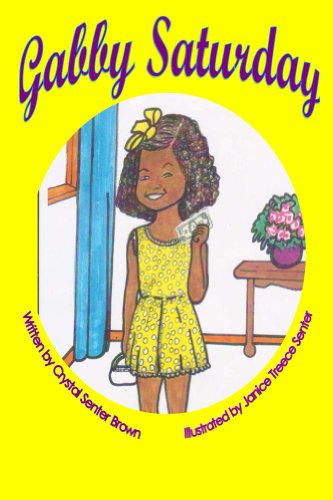 Gabby Saturday
Written by Crystal Senter Brown
Illustrated by Janice Treece Senter